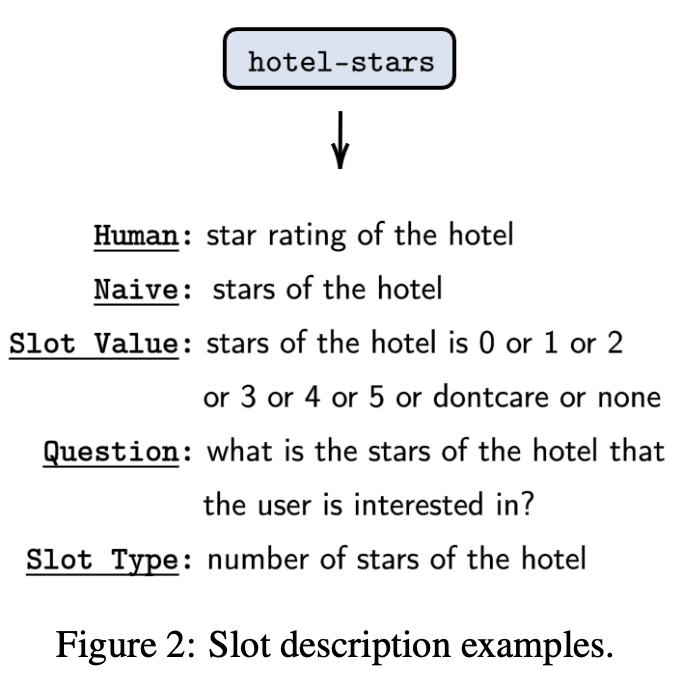 hotel-stars
Human: star rating of the hotel
Naive: stars of the hotel
Slot Value: stars of the hotel is 0 or 1 or 2
or 3 or 4 or 5 or dontcare or none
Question: what is the stars of the hotel that
the user is interested in?
Slot Type: number of stars of the hotel
Figure 2: Slot description examples.